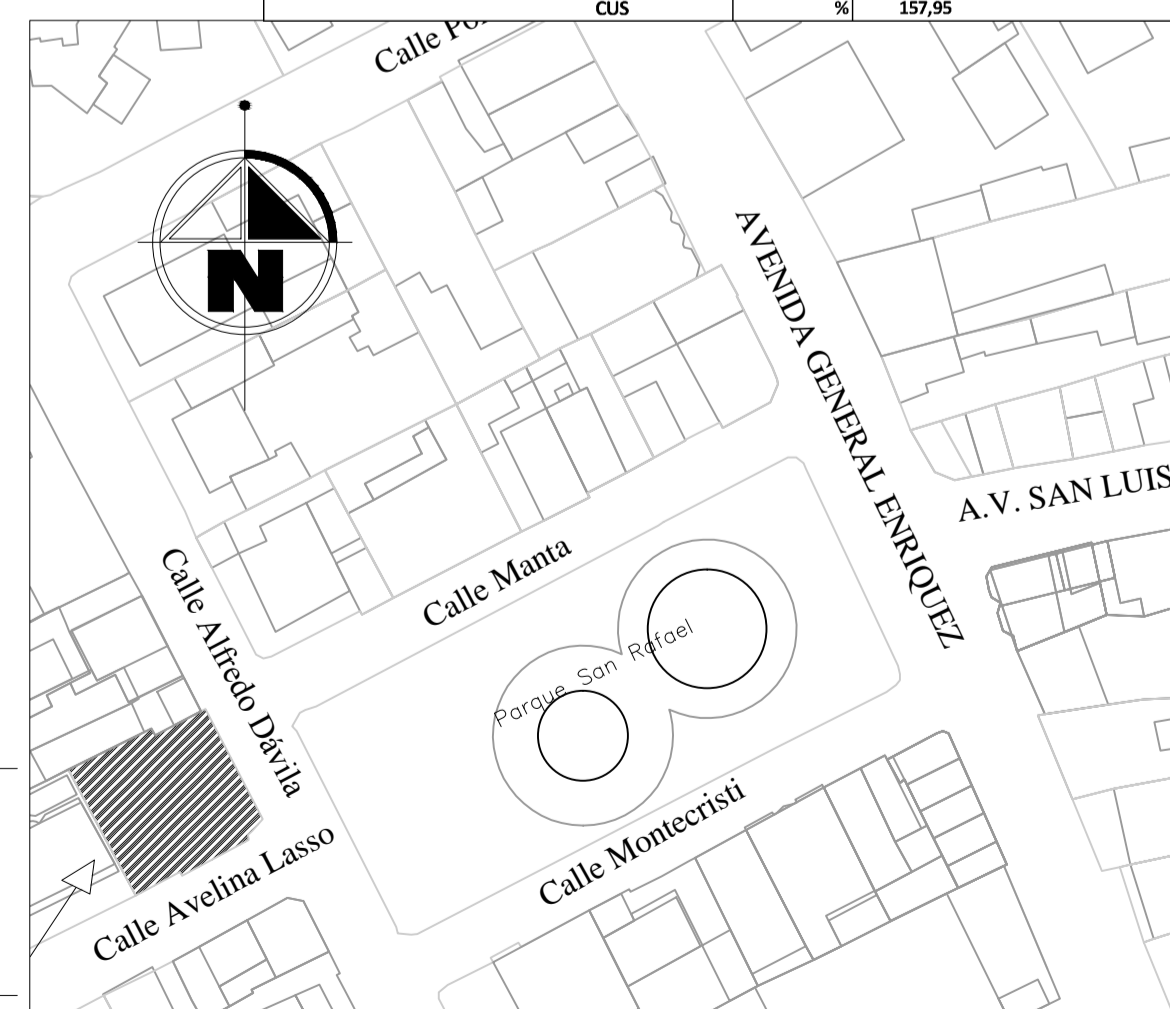 CUS % 157,95
Calle
N
AVENIDA GENERAL ENRIQUEZ
A.V. SAN LUIS
Calle Manta
Calle Alfredo Dávila
Parque San Rafael
Calle Montecristi
Calle Avelina Lasso